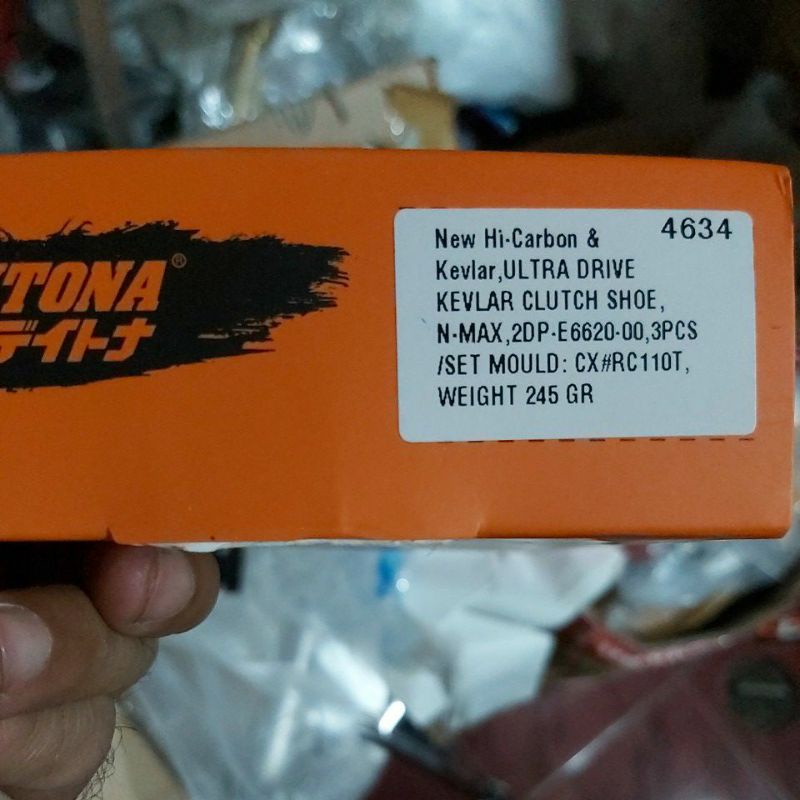 YTONA®
デイトナ
4634
New Hi-Carbon &
Kevlar,ULTRA DRIVE
KEVLAR CLUTCH SHOE,
N-MAX,2DP-E6620-00,3PCS
/SET MOULD: CX#RC110T,
WEIGHT 245 GR